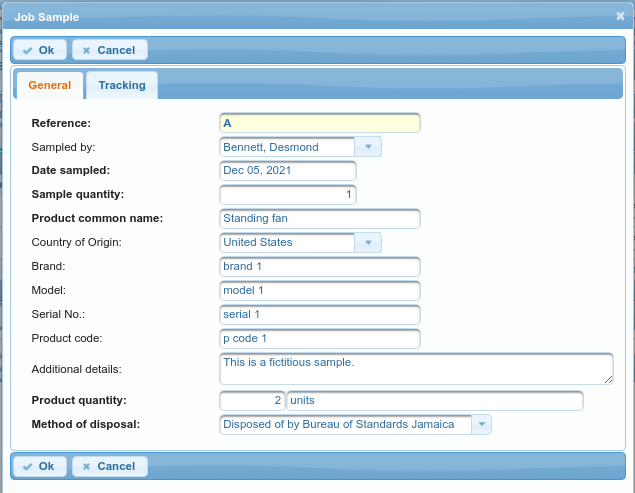 Job Sample
Ok Cancel
General Tracking
Reference: A
Sampled by: Bennett, Desmond
Date sampled: Dec 05, 2021
Sample quantity: 1
Product common name: Standing fan
Country of Origin: United States
Brand: brand 1
Model: model 1
Serial No.: serial 1
Product code: p code 1
Additional details: This is a fictitious sample.
Product quantity: 2 units
Method of disposal: Disposed of by Bureau of Standards Jamaica
Ok Cancel